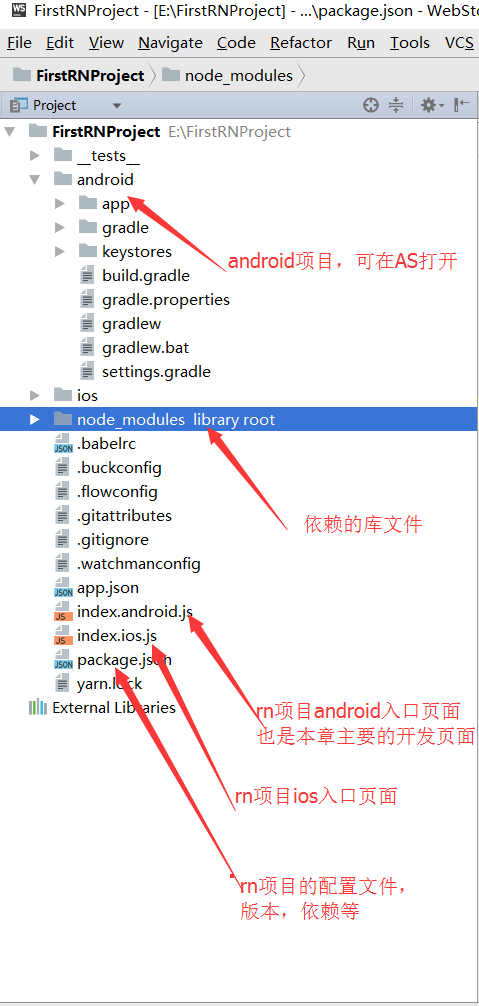 FirstRNProject - [E:\FirstRNProject] - ...\package.json - WebSto
File Edit View Navigate Code Refactor Run Tools VCS
FirstRNProject node_modules
Project
FirstRNProject E:\FirstRNProject
__tests__
android
app
gradle
android项目，可在AS打开
keystores
build.gradle
gradle.properties
gradlew
gradlew.bat
settings.gradle
ios
node_modules library root
.babelrc
.buckconfig
.flowconfig
.gitattributes
依赖的库文件
.gitignore
.watchmanconfig
app.json
index.android.js
index.ios.js
package.json
yarn.lock
External Libraries
rn项目android入口页面
也是本章主要的开发页面
rn项目ios入口页面
rn项目的配置文件，
版本，依赖等